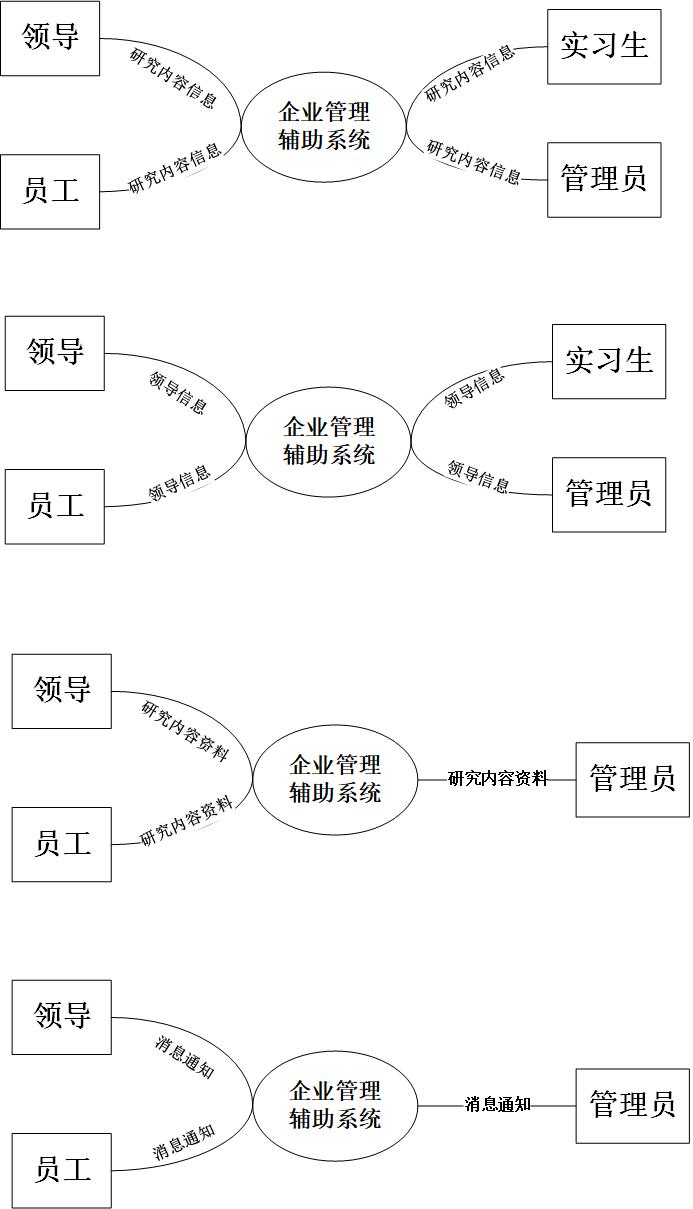 领导
研究内容信息
员工
研究内容信息
企业管理
辅助系统
研究内容信息
实习生
研究内容信息
管理员
领导
领导信息
员工
领导信息
企业管理
辅助系统
领导信息
实习生
领导信息
管理员
领导
研究内容资料
员工
研究内容资料
企业管理
辅助系统
研究内容资料
管理员
领导
消息通知
员工
消息通知
企业管理
辅助系统
消息通知
管理员